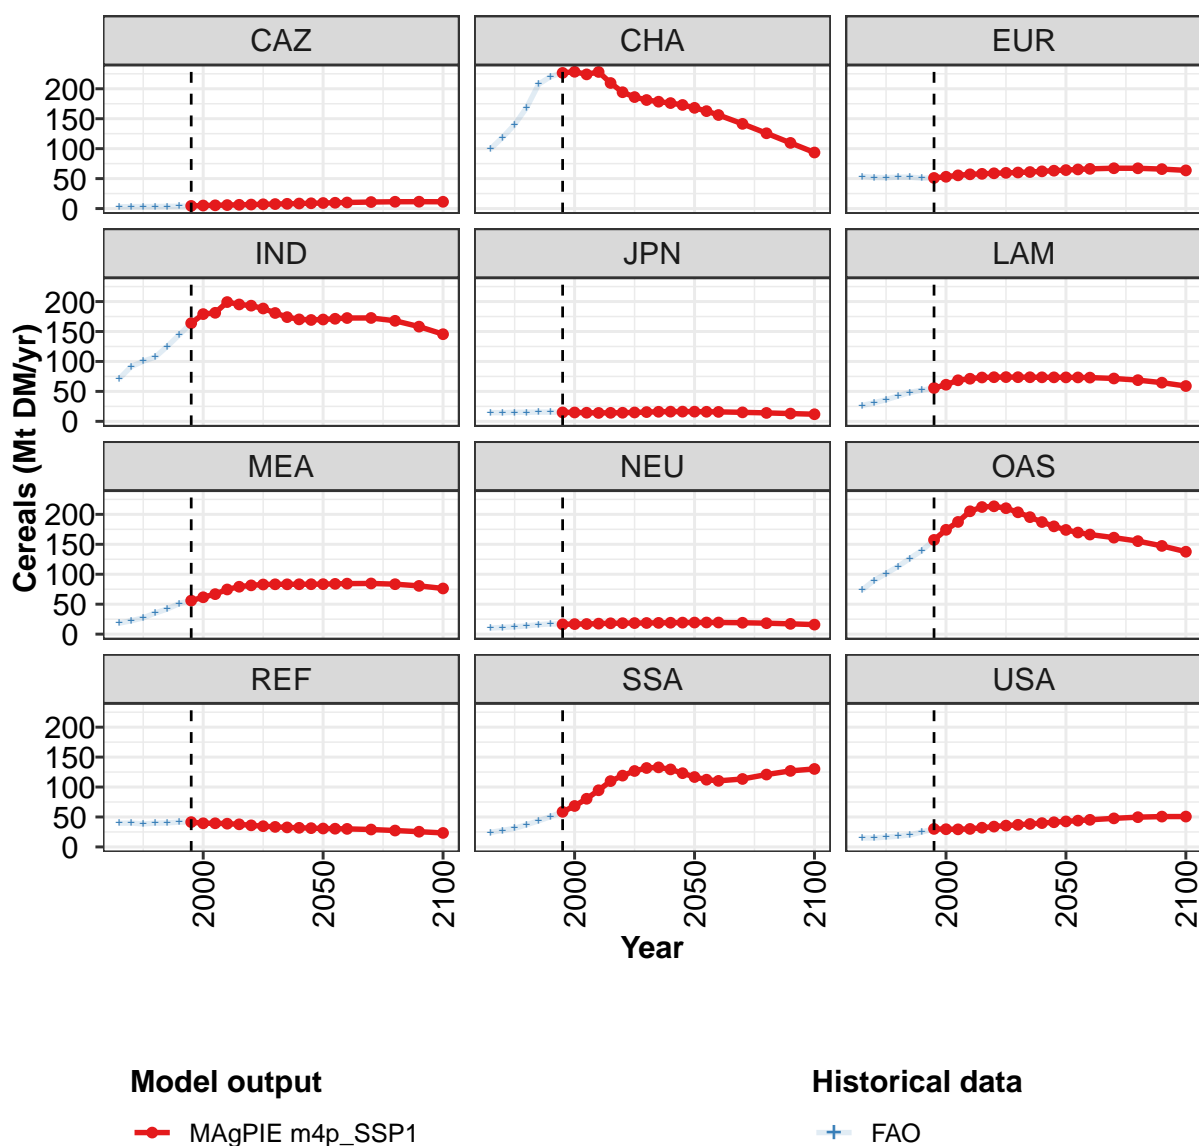 CAZ CHA EUR
200
150
100
50
0
IND JPN LAM
200
150
100
50
0
MEA NEU OAS
200
150
100
50
0
REF SSA USA
200
150
100
50
0
2000 2050 2100 2000 2050 2100 2000 2050 2100
Cereals (Mt DM/yr)
Year
Model output Historical data
MAgPIE m4p_SSP1 FAO